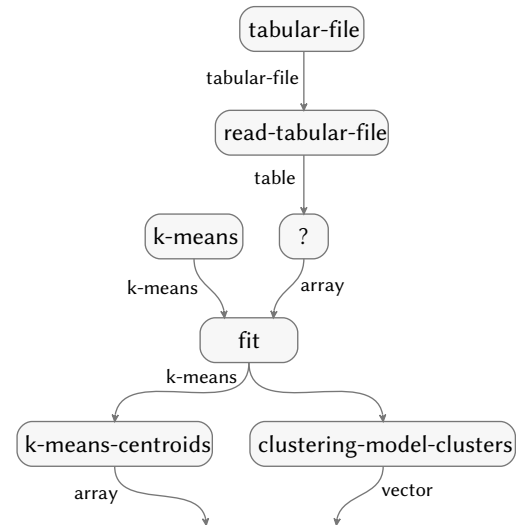 tabular-file
tabular-file
read-tabular-file
table
k-means
?
k-means
array
fit
k-means
k-means-centroids
clustering-model-clusters
array
vector